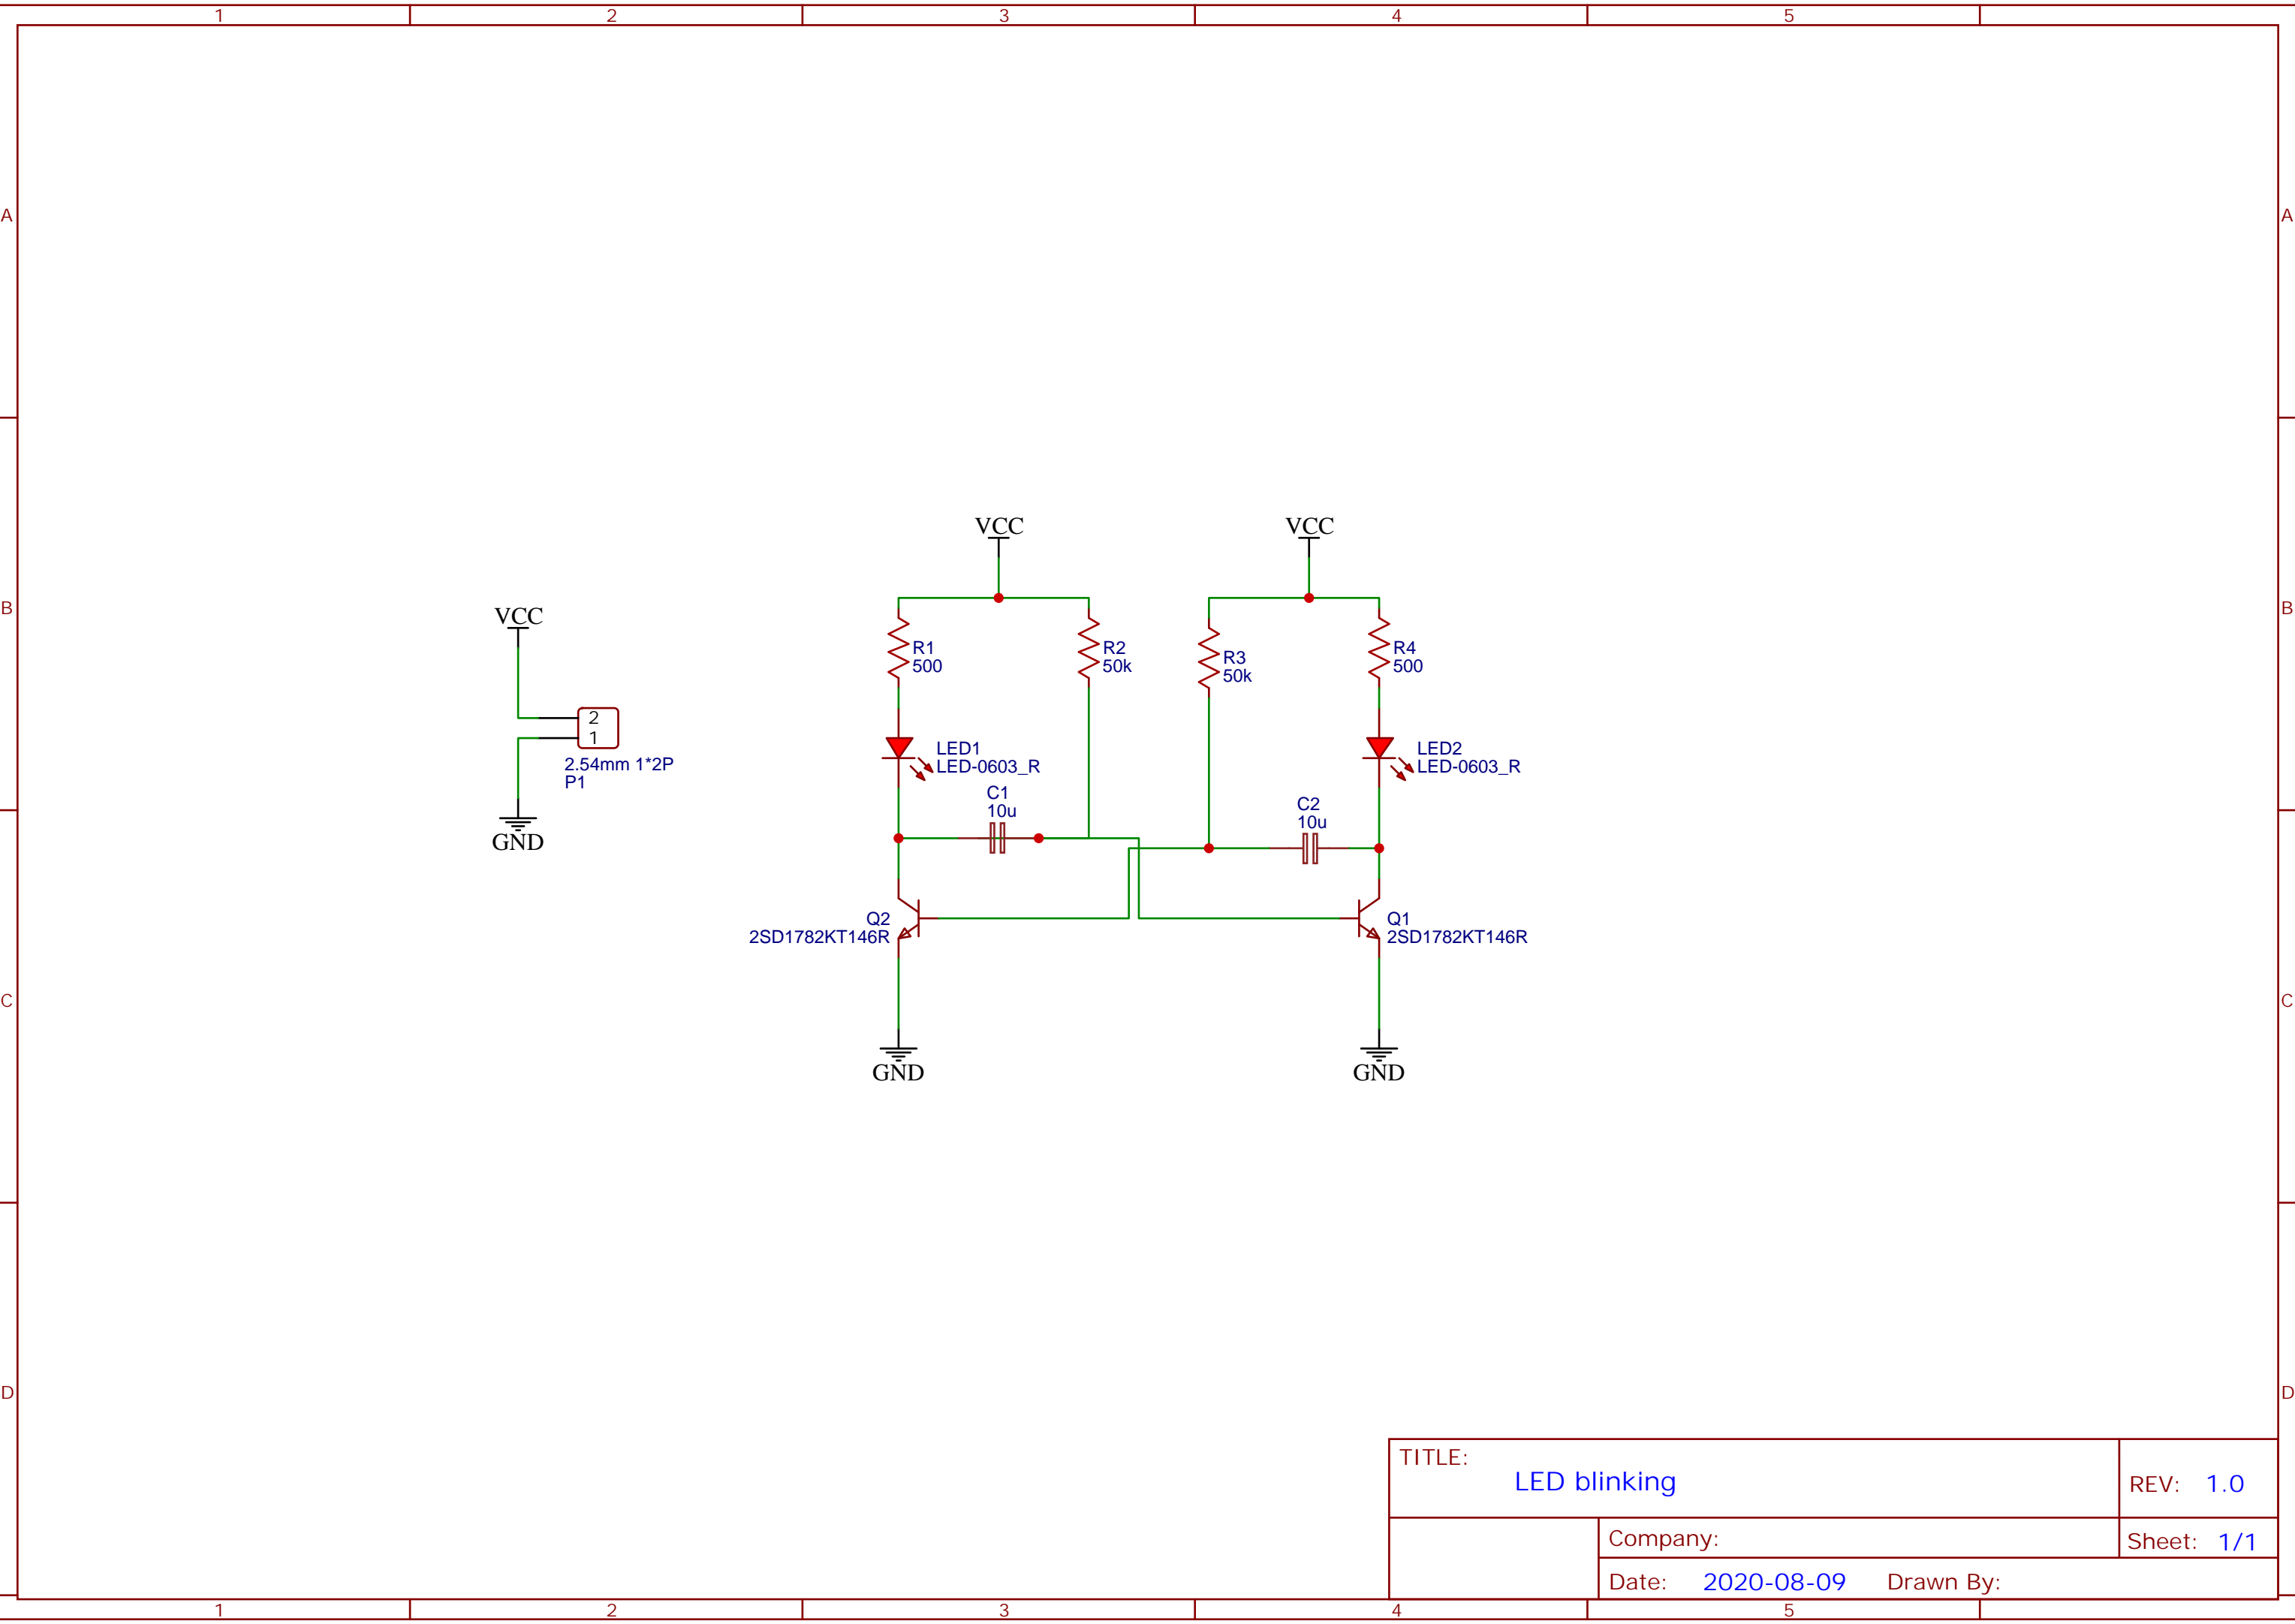 1 2 3 4 5
A A
VCC VCC
B B
VCC
R1
500
R2
50k
R3
50k
R4
500
2
1
2.54mm 1*2P
P1
LED1
LED-0603_R
LED2
LED-0603_R
C1
10u
C2
10u
GND
Q2
2SD1782KT146R
Q1
2SD1782KT146R
C C
GND GND
D D
TITLE:
LED blinking
REV: 1.0
Company:
Sheet: 1/1
Date: 2020-08-09 Drawn By:
1 2 3 4 5